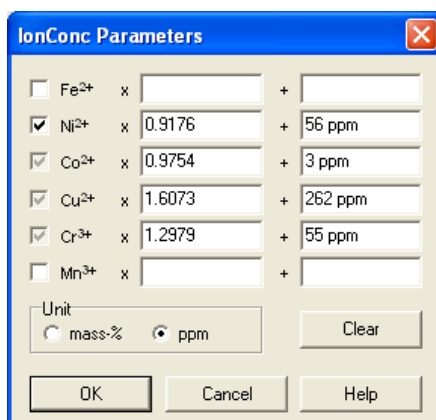 IonConc Parameters
Fe²⁺ x +
Ni²⁺ x 0.9176 + 56 ppm
Co²⁺ x 0.9754 + 3 ppm
Cu²⁺ x 1.6073 + 262 ppm
Cr³⁺ x 1.2979 + 55 ppm
Mn³⁺ x +
Unit
mass-% ppm Clear
OK Cancel Help